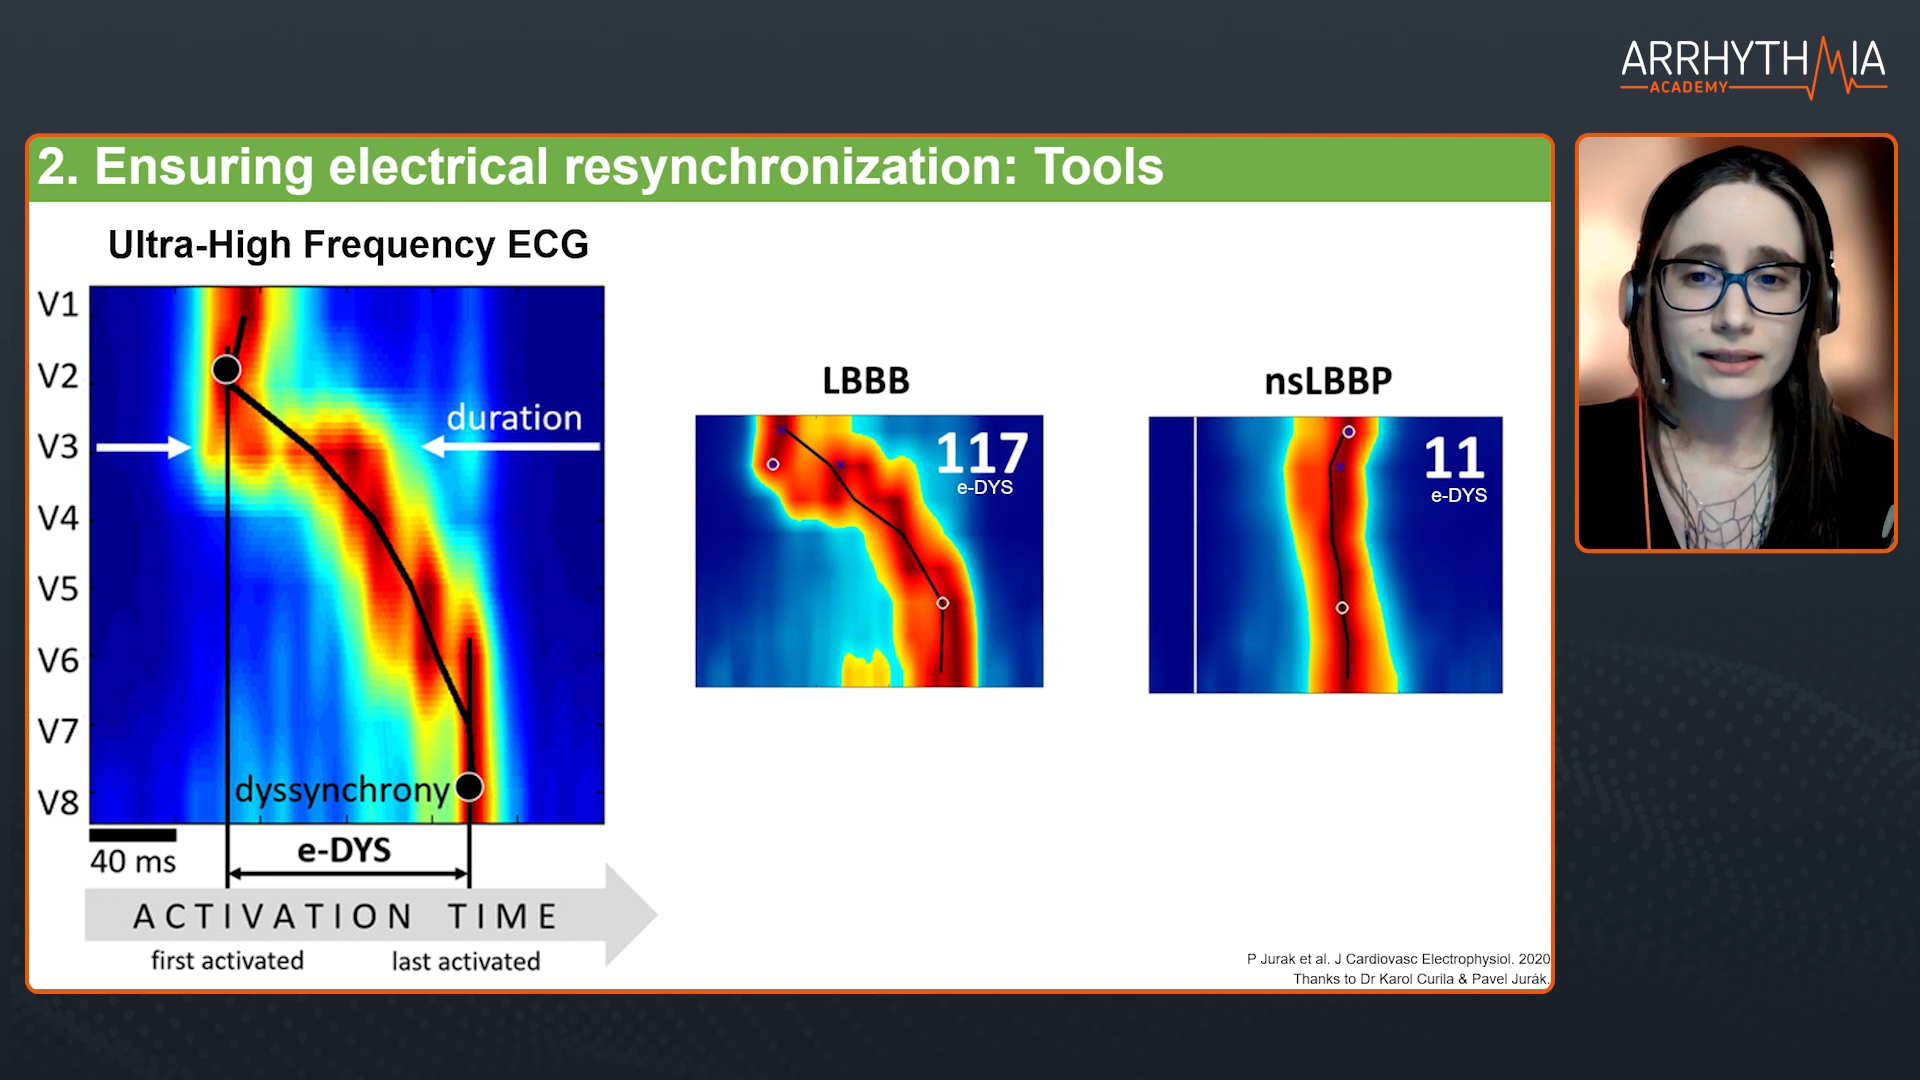 ARRHYTHMIA
ACADEMY
2. Ensuring electrical resynchronization: Tools
Ultra-High Frequency ECG
V1
V2
V3
V4
V5
V6
V7
V8
duration
dyssynchrony
40 ms
e-DYS
ACTIVATION TIME
first activated
last activated
LBBB
117
e-DYS
nsLBBP
11
e-DYS
P Jurak et al. J Cardiovasc Electrophysiol. 2020
Thanks to Dr Karol Curila & Pavel Jurák.